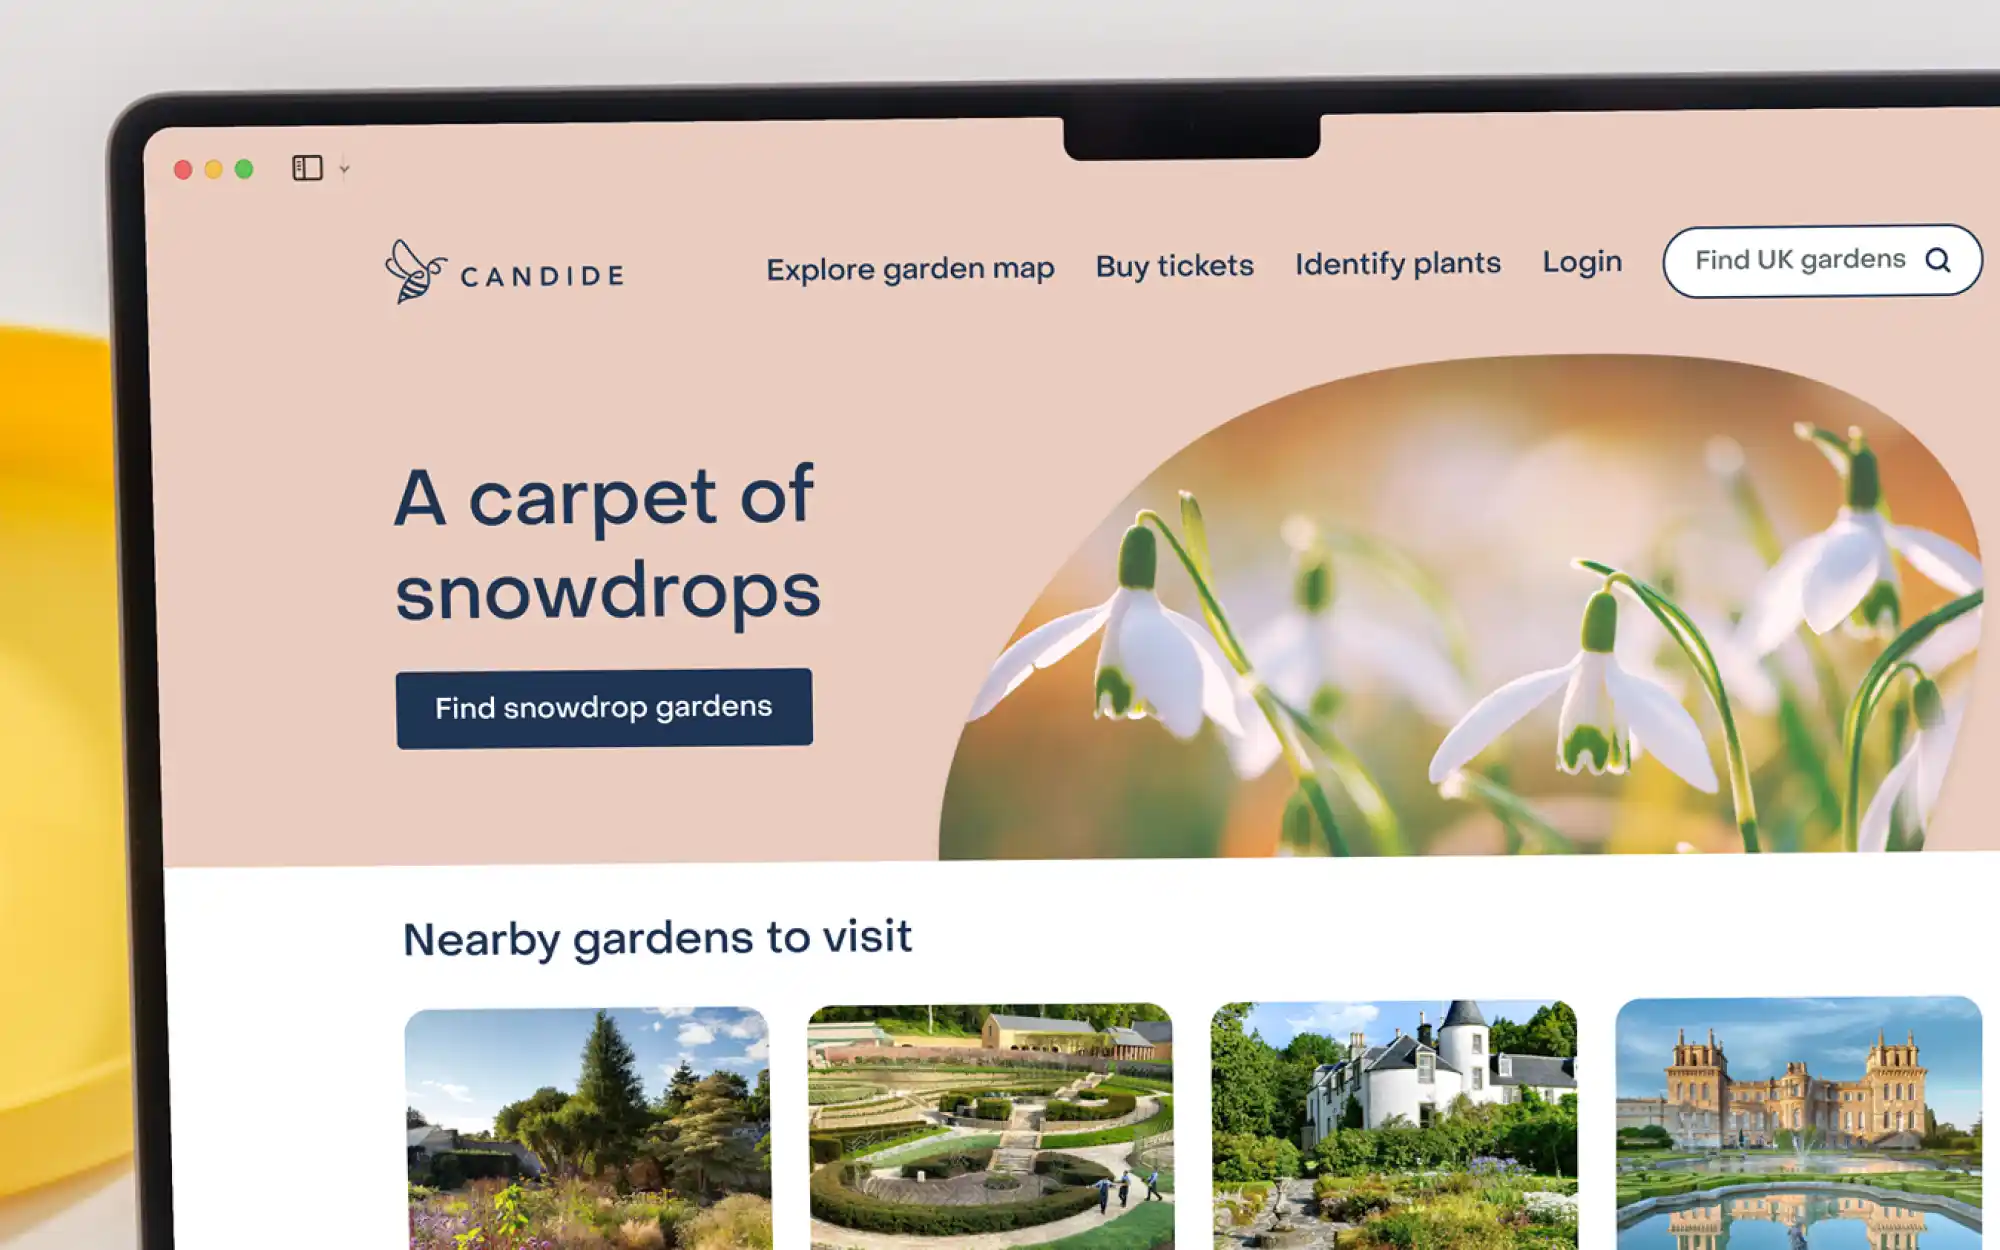 CANDIDE
Explore garden map
Buy tickets
Identify plants
Login
Find UK gardens
A carpet of
snowdrops
Find snowdrop gardens
Nearby gardens to visit